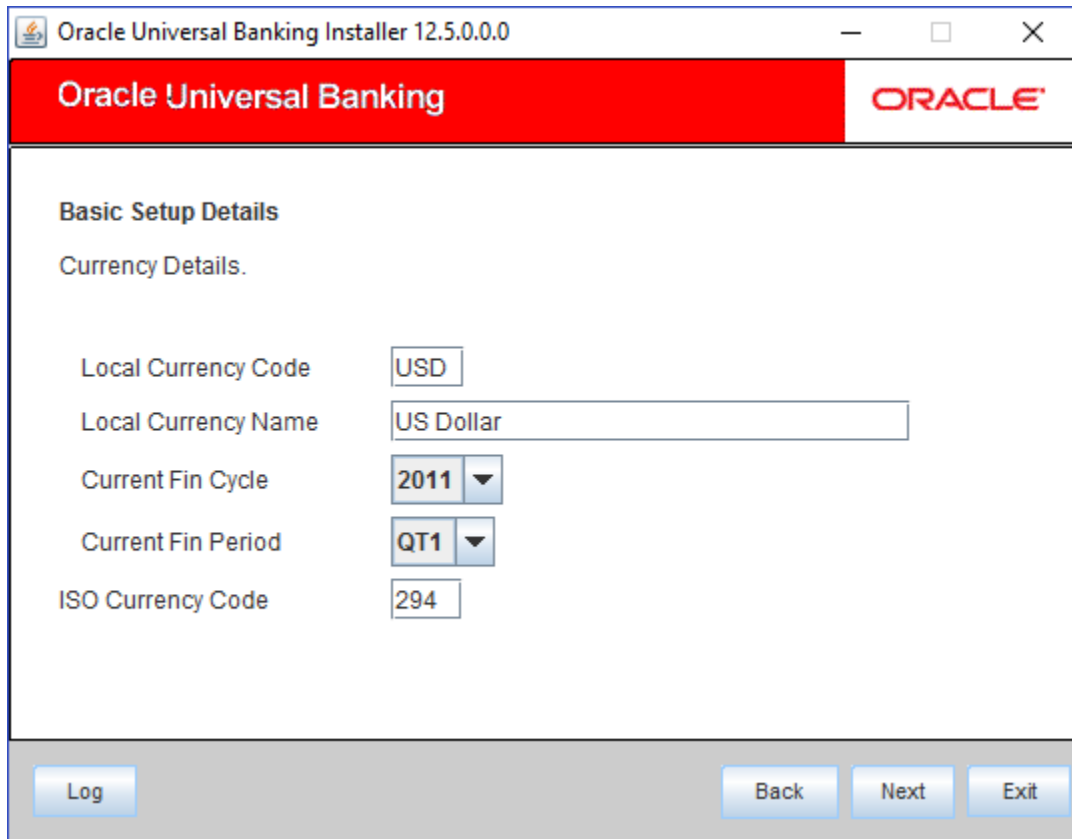 Oracle Universal Banking Installer 12.5.0.0.0
Oracle Universal Banking
ORACLE
Basic Setup Details
Currency Details.
Local Currency Code USD
Local Currency Name US Dollar
Current Fin Cycle 2011
Current Fin Period QT1
ISO Currency Code 294
Log Back Next Exit